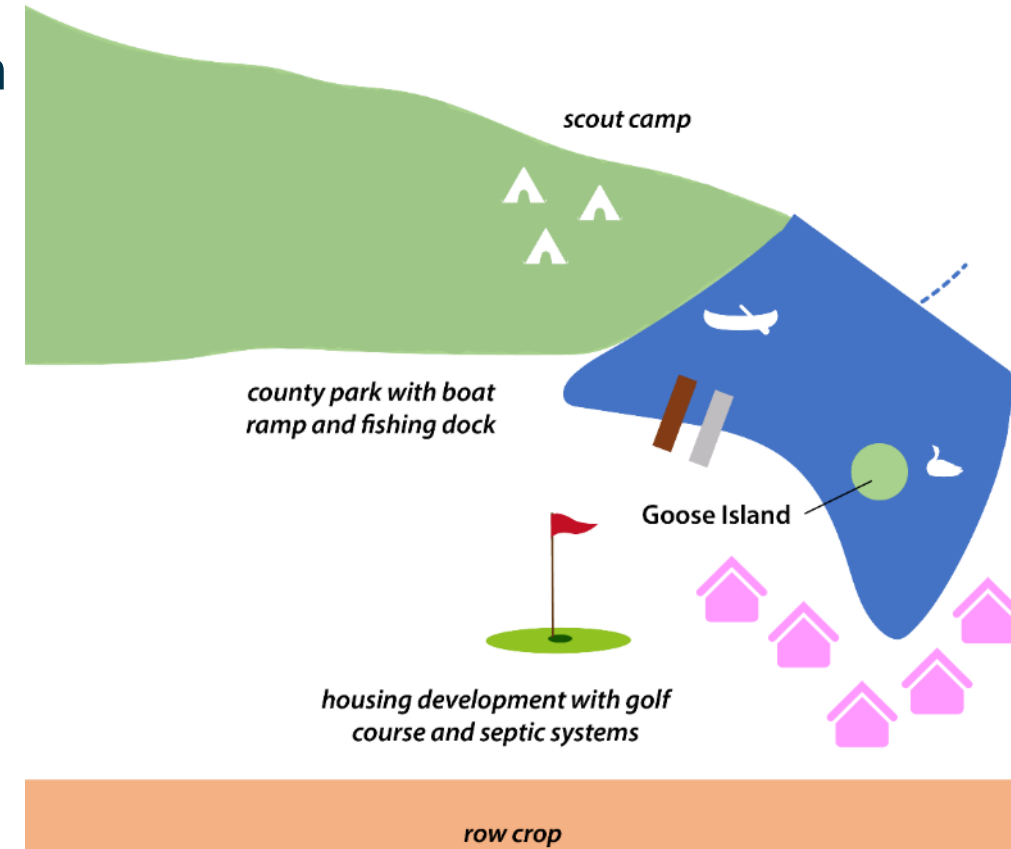 scout camp
county park with boat
ramp and fishing dock
Goose Island
housing development with golf
course and septic systems
row crop